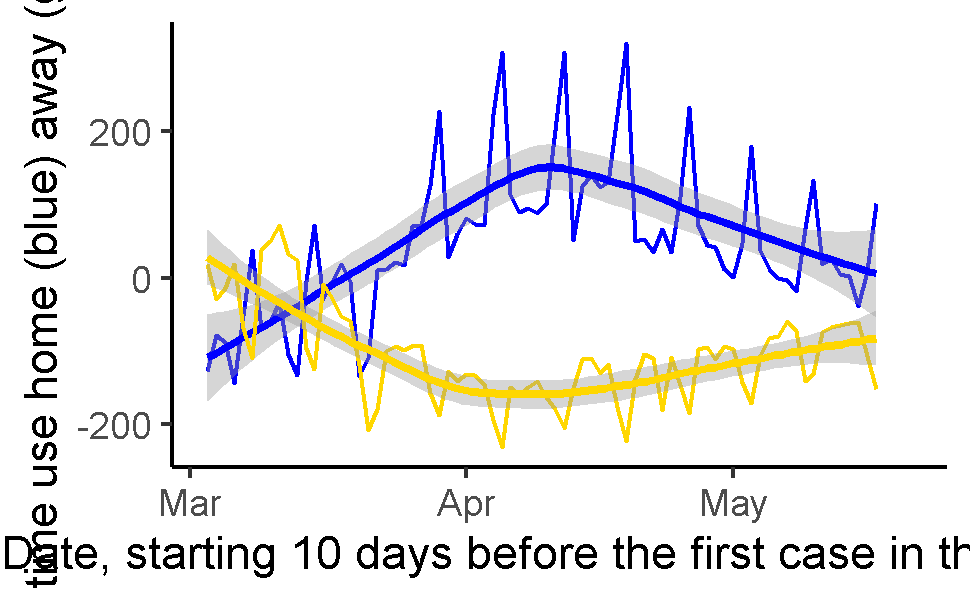 time use home (blue) away (
200
0
-200
Mar
Apr
May
Date, starting 10 days before the first case in th